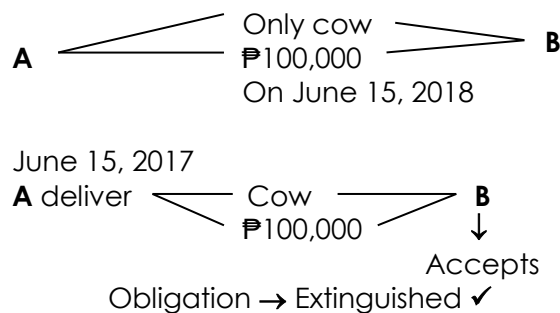 Only cow
A ₱100,000 B
On June 15, 2018
June 15, 2017
A deliver Cow B
₱100,000 ↓
Accepts
Obligation → Extinguished ✓